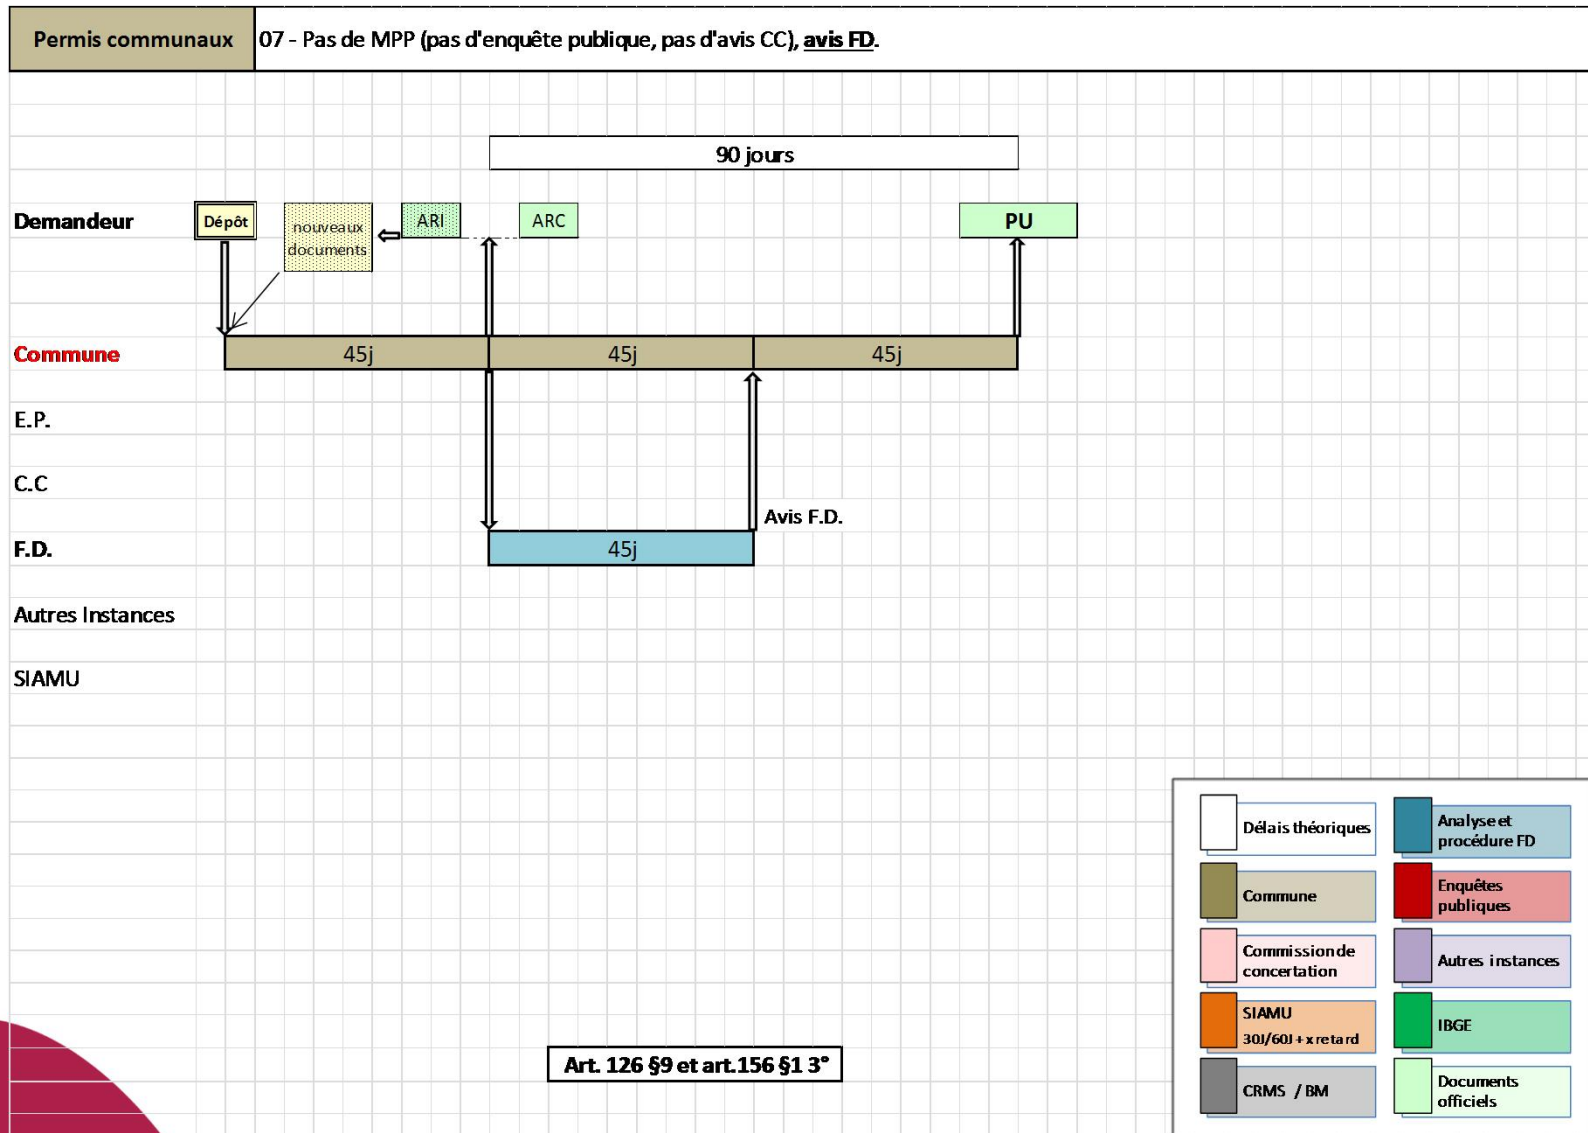 Permis communaux
07 - Pas de MPP (pas d'enquête publique, pas d'avis CC), avis FD.
90 jours
Demandeur
Dépôt
nouveaux
documents
ARI
ARC
PU
Commune
45j
45j
45j
E.P.
C.C
Avis F.D.
F.D.
45j
Autres Instances
SIAMU
Délais théoriques
Analyse et
procédure FD
Commune
Enquêtes
publiques
Commission de
concertation
Autres instances
SIAMU
30J/60J + x retard
IBGE
CRMS / BM
Documents
officiels
Art. 126 §9 et art.156 §1 3°